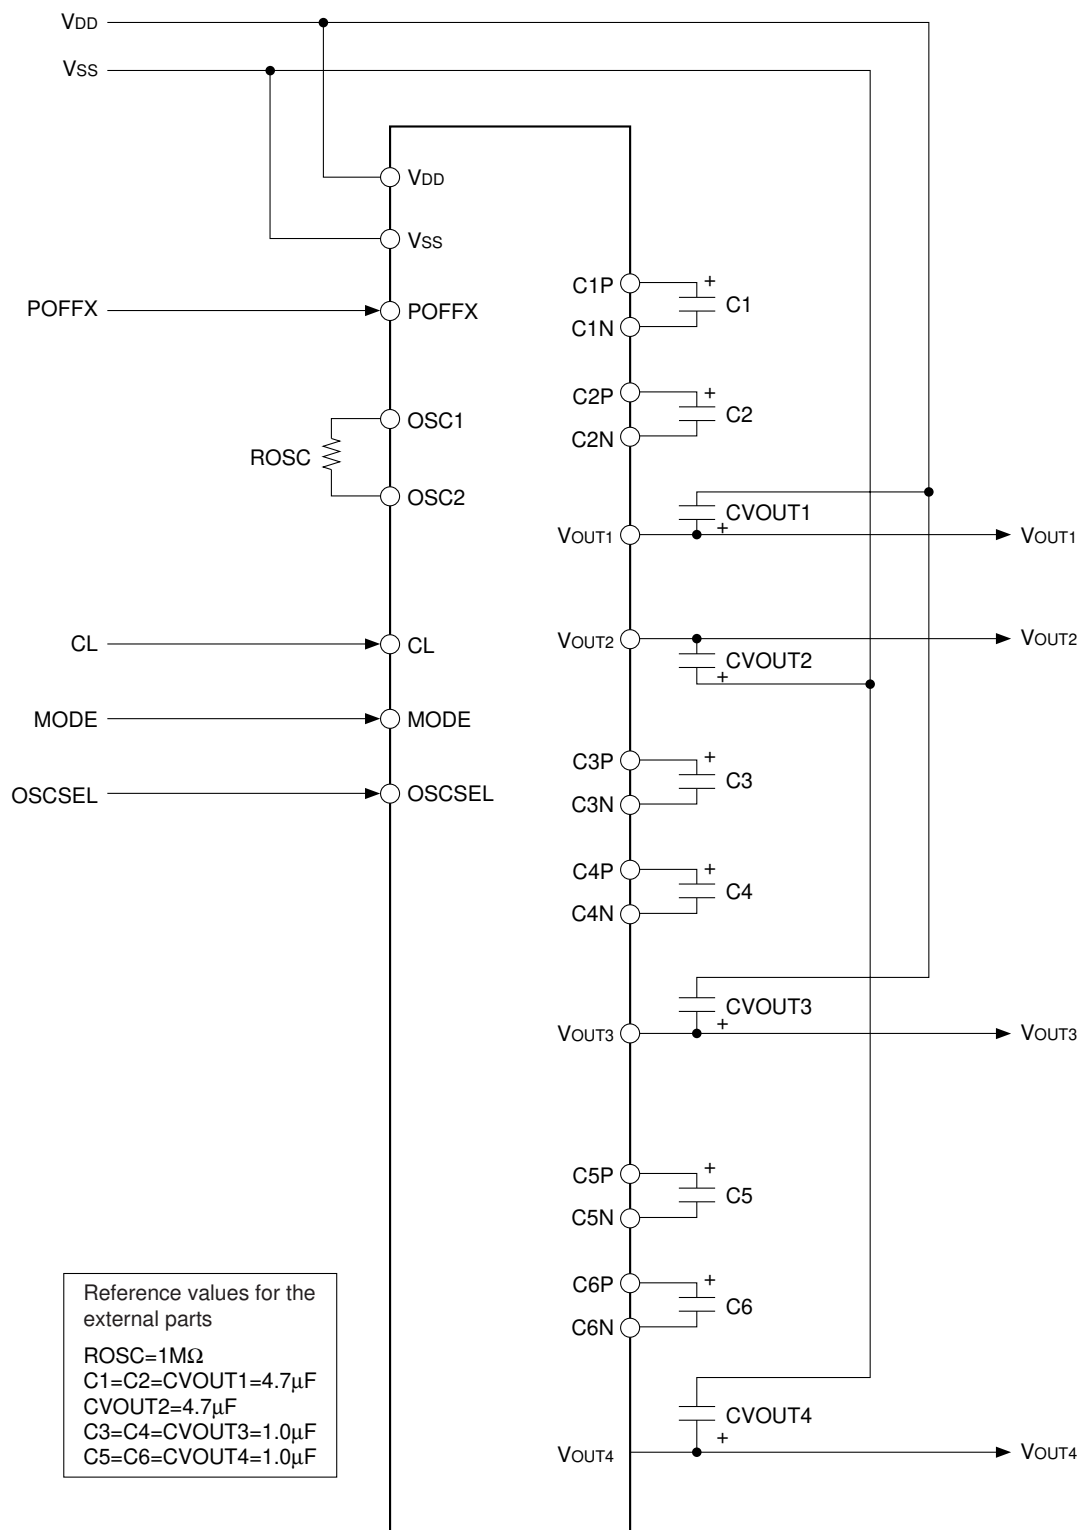 VDD
VSS
VDD
VSS
POFFX
POFFX
C1P
+
C1
C1N
C2P
+
C2
C2N
OSC1
ROSC
OSC2
CVOUT1
+
VOUT1
VOUT1
VOUT2
VOUT2
CVOUT2
+
CL
CL
MODE
MODE
OSCSEL
OSCSEL
C3P
+
C3
C3N
C4P
+
C4
C4N
CVOUT3
+
VOUT3
VOUT3
C5P
+
C5
C5N
C6P
+
C6
C6N
CVOUT4
+
VOUT4
VOUT4
Reference values for the
external parts
ROSC=1MΩ
C1=C2=CVOUT1=4.7µF
CVOUT2=4.7µF
C3=C4=CVOUT3=1.0µF
C5=C6=CVOUT4=1.0µF